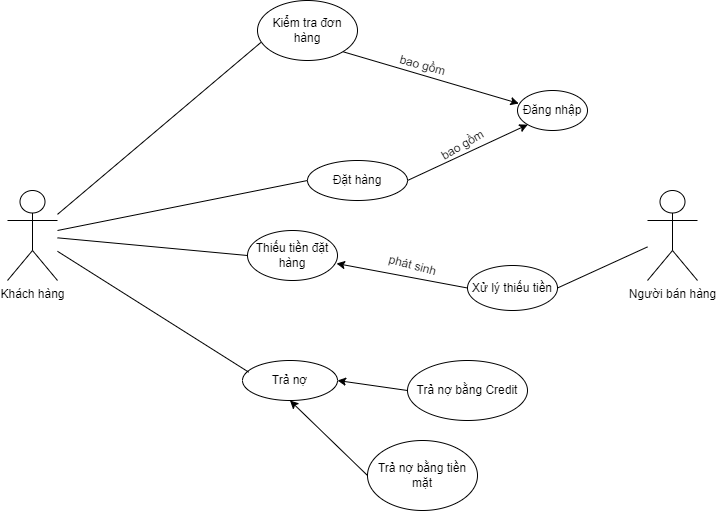 Kiểm tra đơn
hàng
bao gồm
Đăng nhập
bao gồm
Đặt hàng
Thiếu tiền đặt
hàng
phát sinh
Xử lý thiếu tiền
Khách hàng
Người bán hàng
Trả nợ
Trả nợ bằng Credit
Trả nợ bằng tiền
mặt